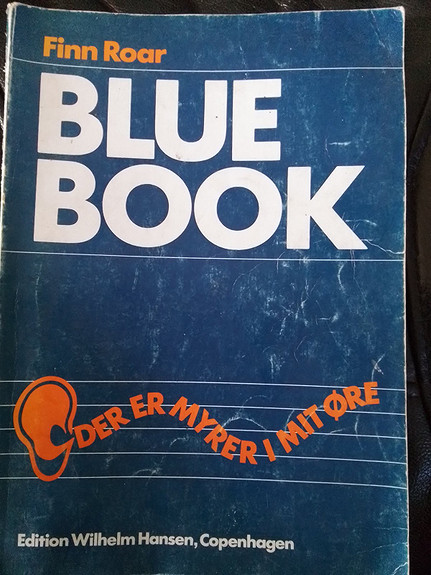 Finn Roar
BLUE
BOOK
DER ER MYRER I MIT ØRE
Edition Wilhelm Hansen, Copenhagen